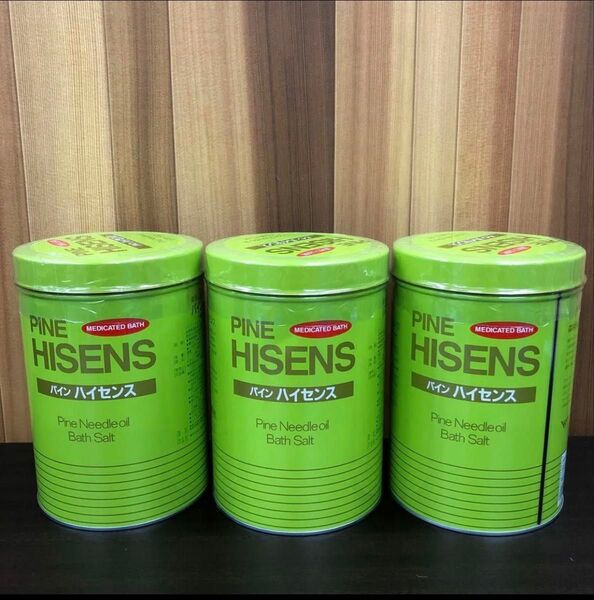 PINE
MEDICATED BATH
HISENS
パイン ハイセンス
Pine Needle oil
Bath Salt
PINE
MEDICATED BATH
HISENS
パイン ハイセンス
Pine Needle oil
Bath Salt
PINE
MEDICATED BATH
HISENS
パイン ハイセンス
Pine Needle oil
Bath Salt